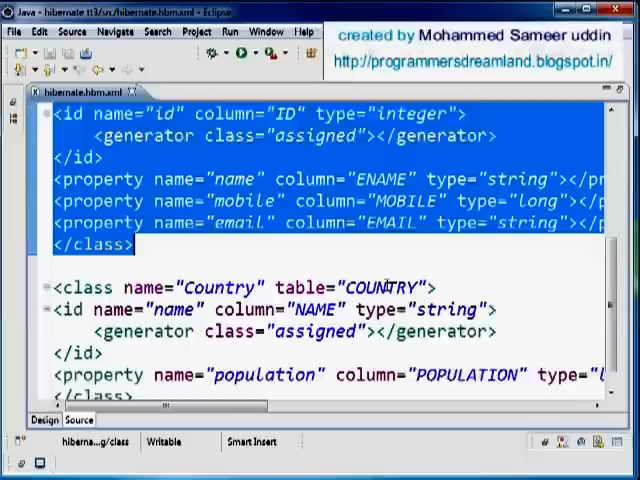 Java - hibernate tt3/src/hibernate.hbm.xml - Eclipse
File Edit Source Navigate Search Project Run Window
created by Mohammed Sameer uddin
http://programmersdreamland.blogspot.in/
hibernate.hbm.xml
<id name="id" column="ID" type="integer">
<generator class="assigned"></generator>
</id>
<property name="name" column="ENAME" type="string"></pr
<property name="mobile" column="MOBILE" type="long"></p
<property name="email" column="EMAIL" type="string"></p
</class>
<class name="Country" table="COUNTRY">
<id name="name" column="NAME" type="string">
<generator class="assigned"></generator>
</id>
<property name="population" column="POPULATION" type="l
</class>
Design Source
hiberna...g/class Writable Smart Insert